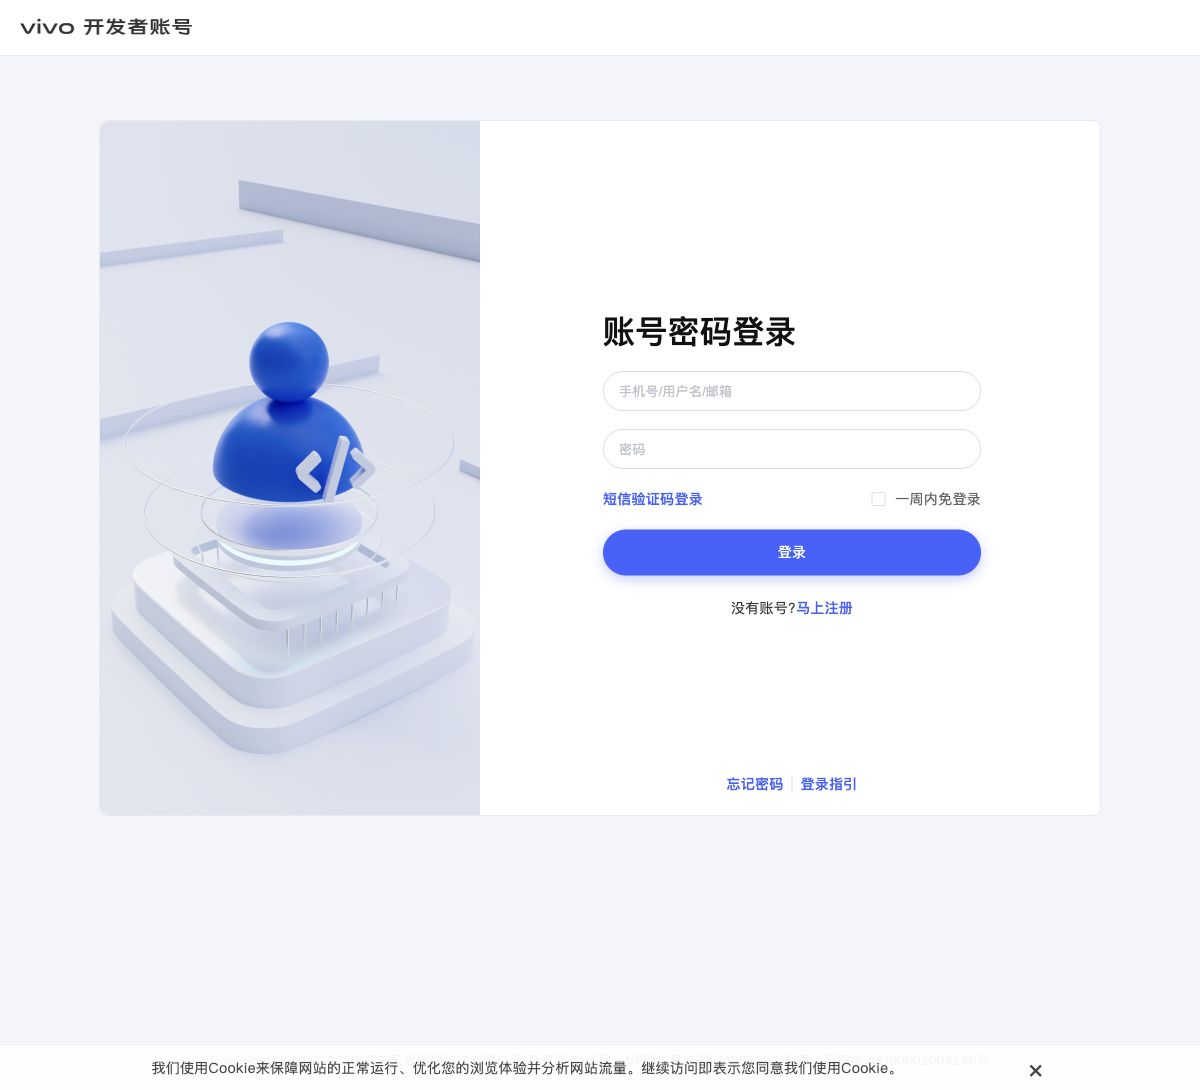 vivo 开发者账号
账号密码登录
手机号/用户名/邮箱
密码
短信验证码登录
一周内免登录
登录
没有账号?马上注册
忘记密码
登录指引
我们使用Cookie来保障网站的正常运行、优化您的浏览体验并分析网站流量。继续访问即表示您同意我们使用Cookie。